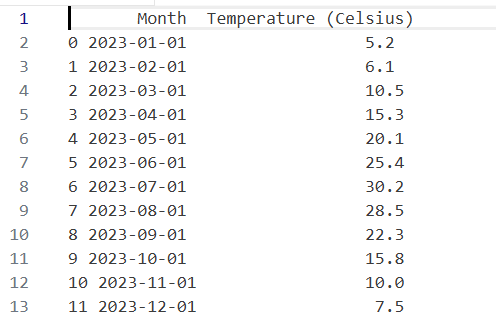 1 Month Temperature (Celsius)
2 0 2023-01-01 5.2
3 1 2023-02-01 6.1
4 2 2023-03-01 10.5
5 3 2023-04-01 15.3
6 4 2023-05-01 20.1
7 5 2023-06-01 25.4
8 6 2023-07-01 30.2
9 7 2023-08-01 28.5
10 8 2023-09-01 22.3
11 9 2023-10-01 15.8
12 10 2023-11-01 10.0
13 11 2023-12-01 7.5